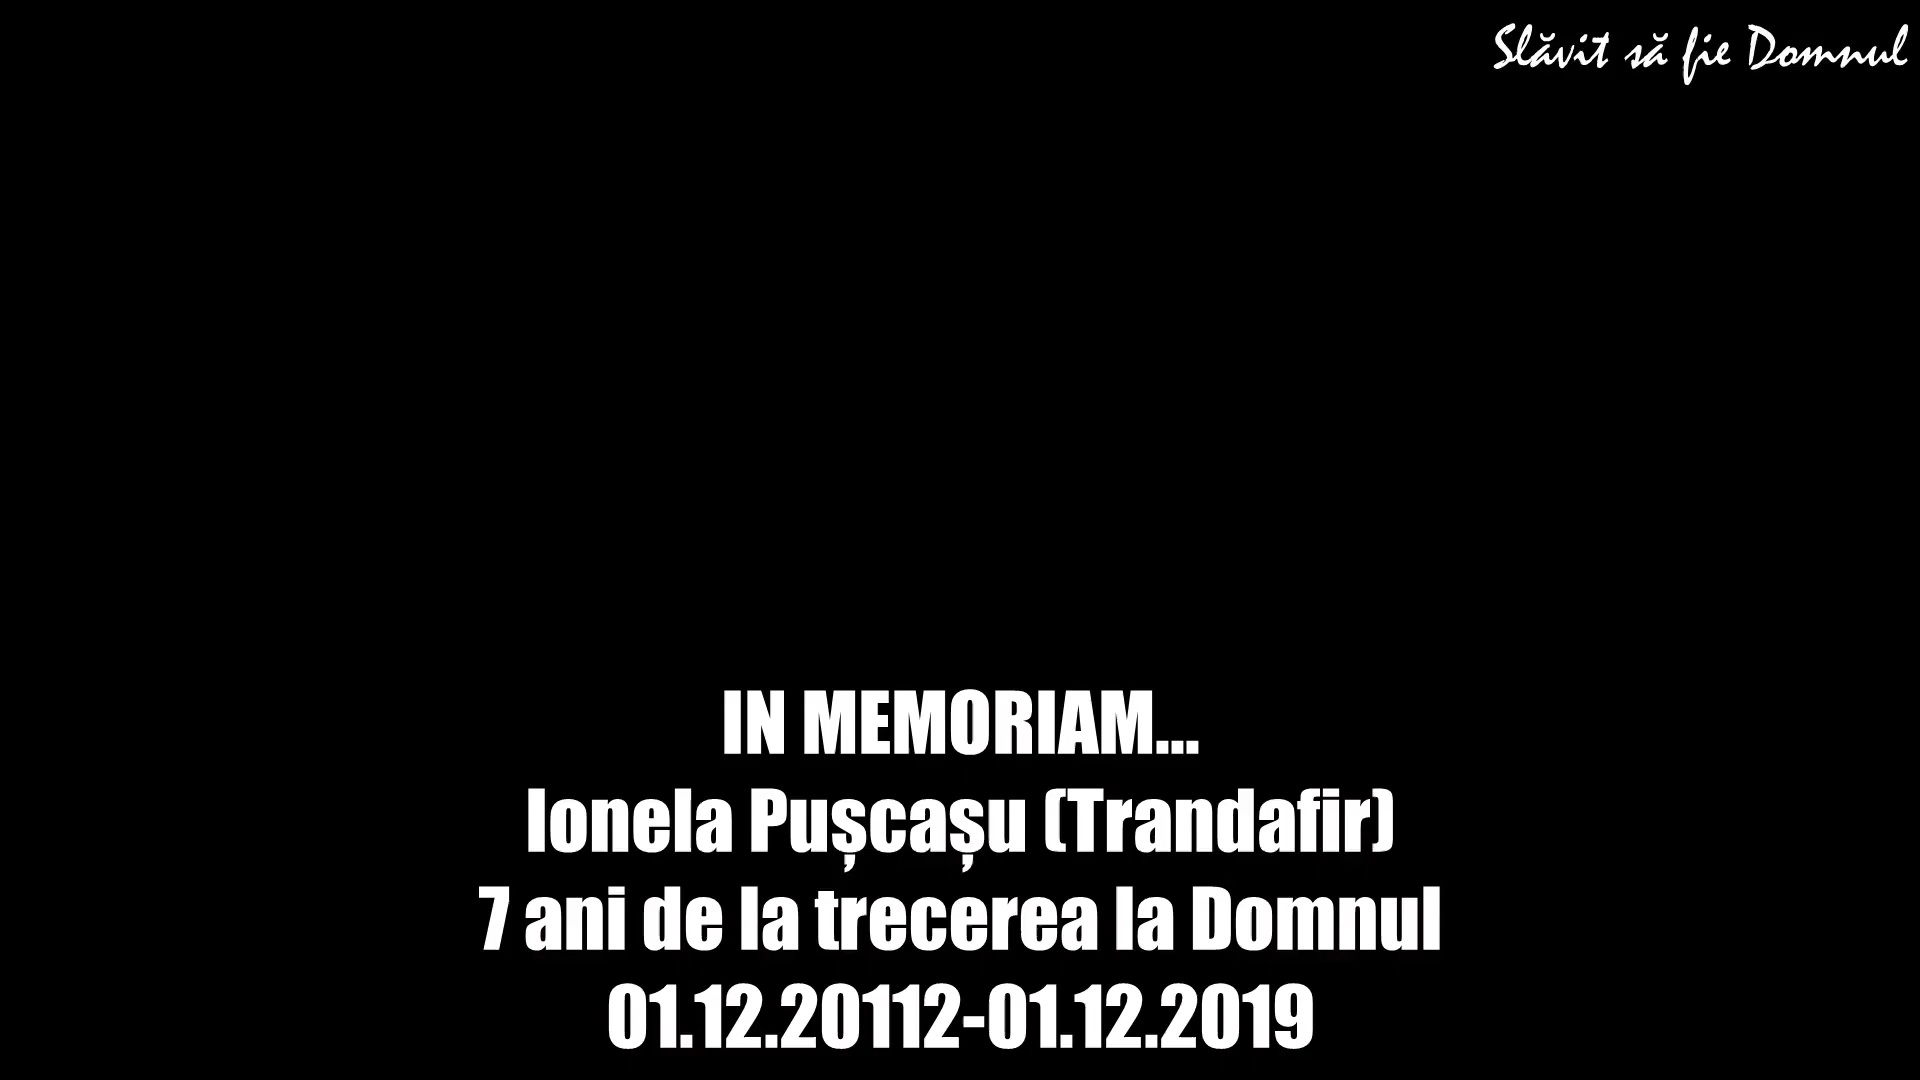 Slăvit să fie Domnul
IN MEMORIAM...
Ionela Pușcașu (Trandafir)
7 ani de la trecerea la Domnul
01.12.20112-01.12.2019